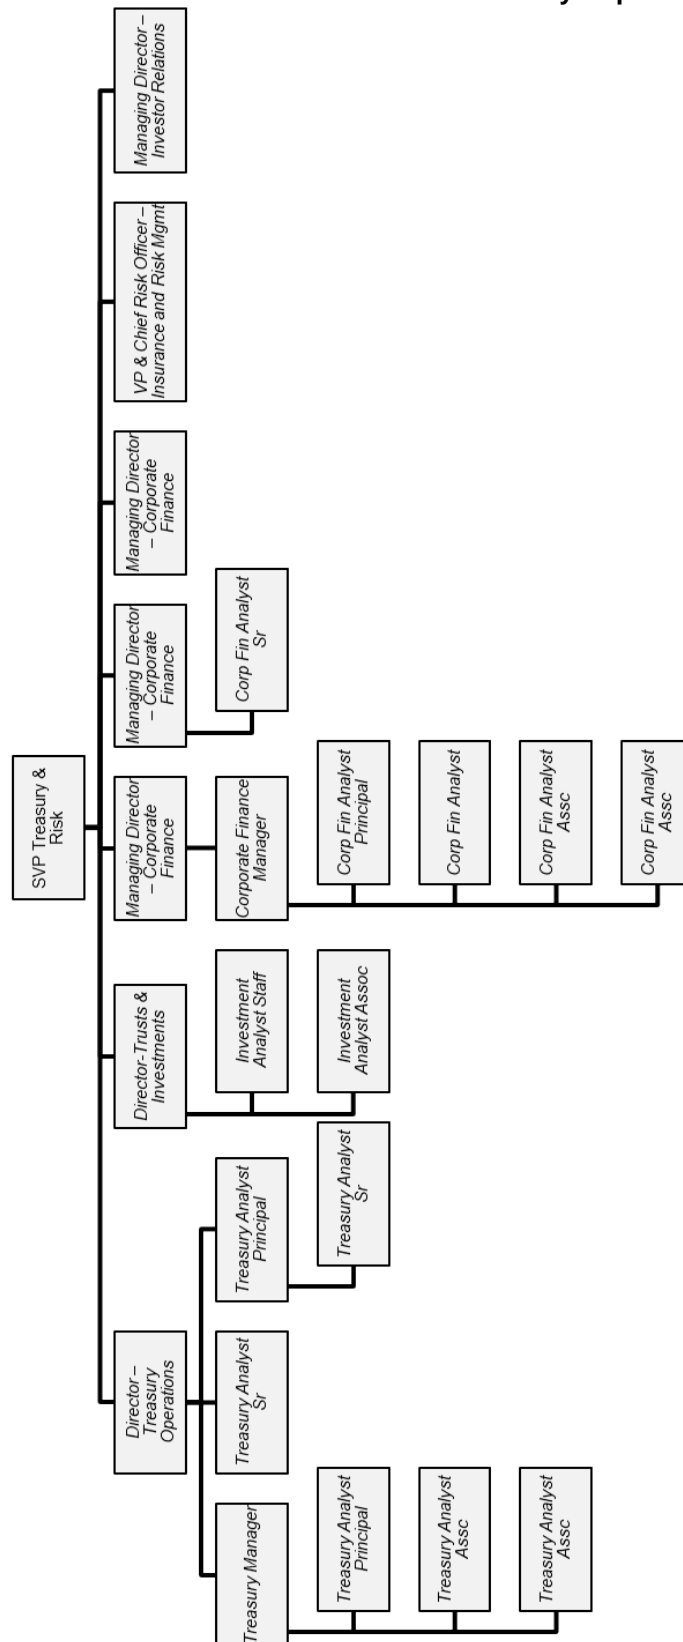 SVP Treasury &
Risk
Director –
Treasury
Operations
Director-Trusts &
Investments
Managing Director
– Corporate
Finance
Managing Director
– Corporate
Finance
Managing Director
– Corporate
Finance
VP & Chief Risk Officer –
Insurance and Risk Mgmt
Managing Director –
Investor Relations
Treasury Manager
Treasury Analyst
Sr
Treasury Analyst
Principal
Investment
Analyst Staff
Corporate Finance
Manager
Corp Fin Analyst
Sr
Treasury Analyst
Principal
Treasury Analyst
Sr
Investment
Analyst Assoc
Corp Fin Analyst
Principal
Treasury Analyst
Assc
Corp Fin Analyst
Treasury Analyst
Assc
Corp Fin Analyst
Assc
Corp Fin Analyst
Assc